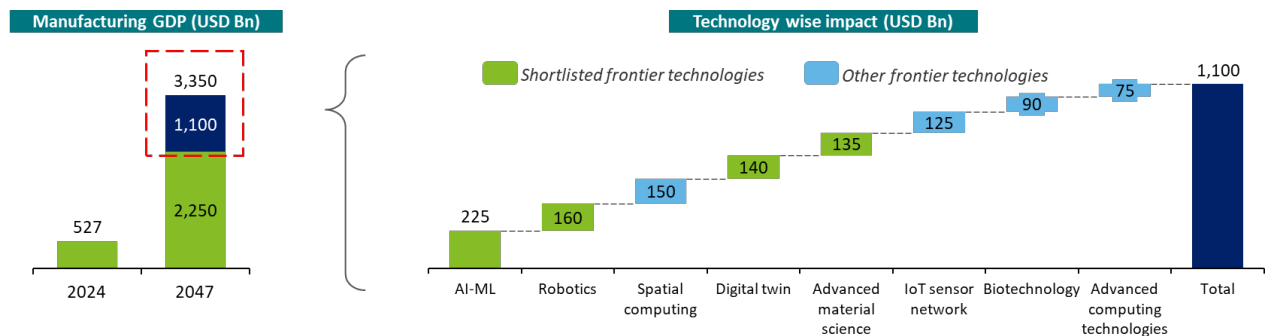 Manufacturing GDP (USD Bn)
3,350
1,100
2,250
527
2024
2047
Technology wise impact (USD Bn)
Shortlisted frontier technologies
Other frontier technologies
225
160
150
140
135
125
90
75
1,100
AI-ML
Robotics
Spatial
computing
Digital twin
Advanced
material
science
IoT sensor
network
Biotechnology
Advanced
computing
technologies
Total